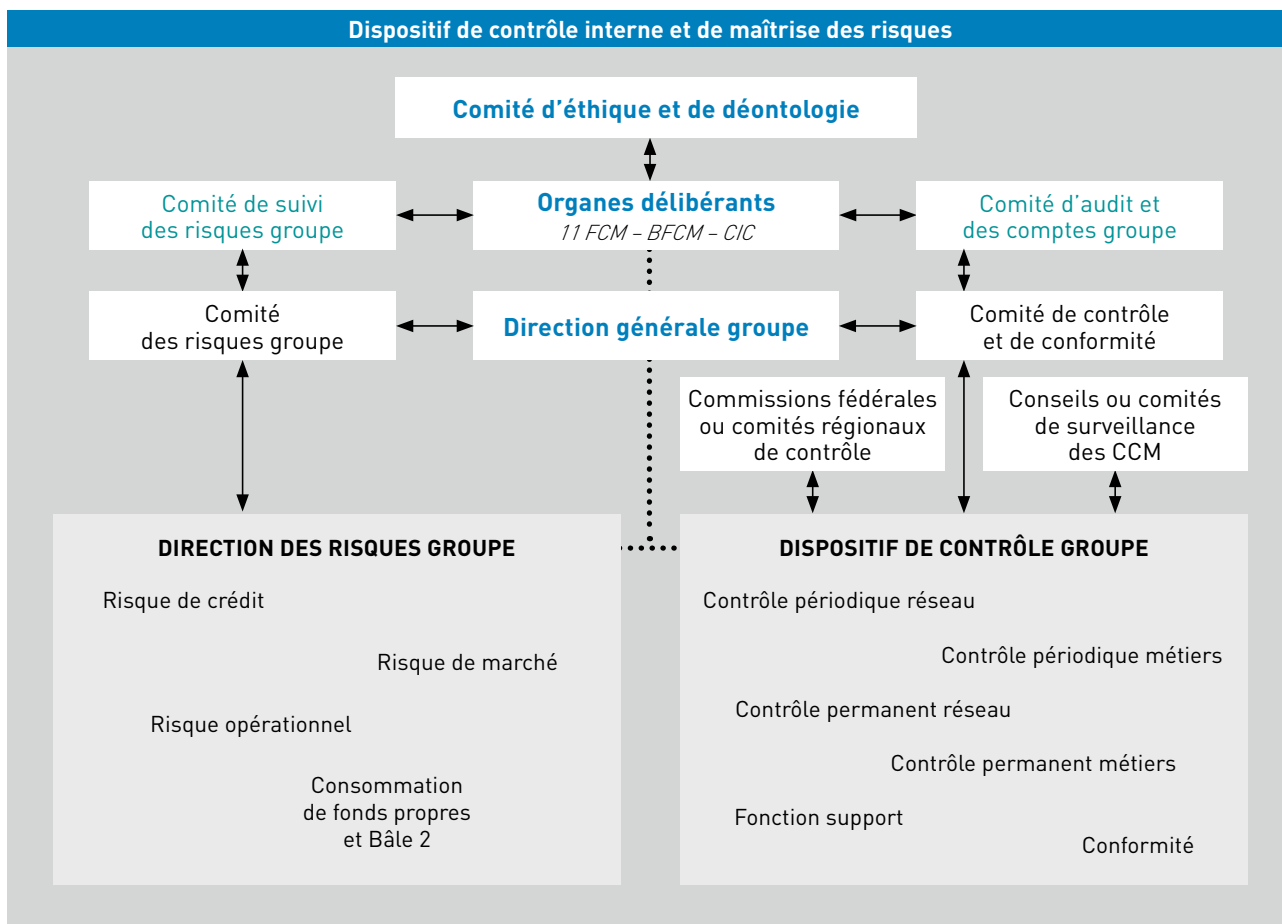 Dispositif de contrôle interne et de maîtrise des risques
Comité d’éthique et de déontologie
Comité de suivi
des risques groupe
Organes délibérants
11 FCM – BFCM – CIC
Comité d’audit et
des comptes groupe
Comité
des risques groupe
Direction générale groupe
Comité de contrôle
et de conformité
Commissions fédérales
ou comités régionaux
de contrôle
Conseils ou comités
de surveillance
des CCM
DIRECTION DES RISQUES GROUPE
Risque de crédit
Risque de marché
Risque opérationnel
Consommation
de fonds propres
et Bâle 2
DISPOSITIF DE CONTRÔLE GROUPE
Contrôle périodique réseau
Contrôle périodique métiers
Contrôle permanent réseau
Contrôle permanent métiers
Fonction support
Conformité